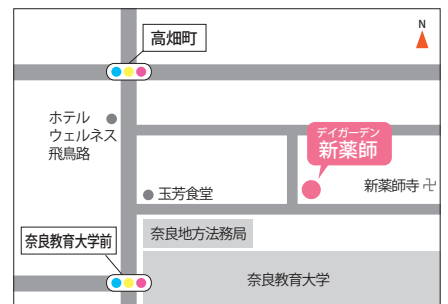 N
高畑町
ホテル
ウェルネス
飛鳥路
デイガーデン
新薬師
新薬師寺 卍
玉芳食堂
奈良教育大学前
奈良地方法務局
奈良教育大学